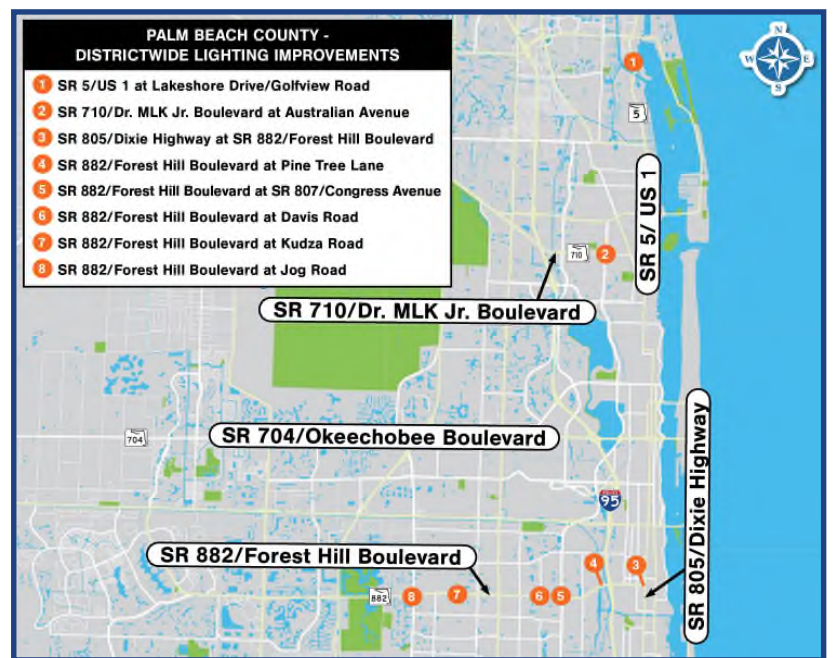 PALM BEACH COUNTY -
DISTRICTWIDE LIGHTING IMPROVEMENTS
1 SR 5/US 1 at Lakeshore Drive/Golfview Road
2 SR 710/Dr. MLK Jr. Boulevard at Australian Avenue
3 SR 805/Dixie Highway at SR 882/Forest Hill Boulevard
4 SR 882/Forest Hill Boulevard at Pine Tree Lane
5 SR 882/Forest Hill Boulevard at SR 807/Congress Avenue
6 SR 882/Forest Hill Boulevard at Davis Road
7 SR 882/Forest Hill Boulevard at Kudza Road
8 SR 882/Forest Hill Boulevard at Jog Road
N
W
E
S
1
5
SR 5/ US 1
710
2
SR 710/Dr. MLK Jr. Boulevard
704
SR 704/Okeechobee Boulevard
95
SR 805/Dixie Highway
SR 882/Forest Hill Boulevard
4
3
882
8
7
6
5